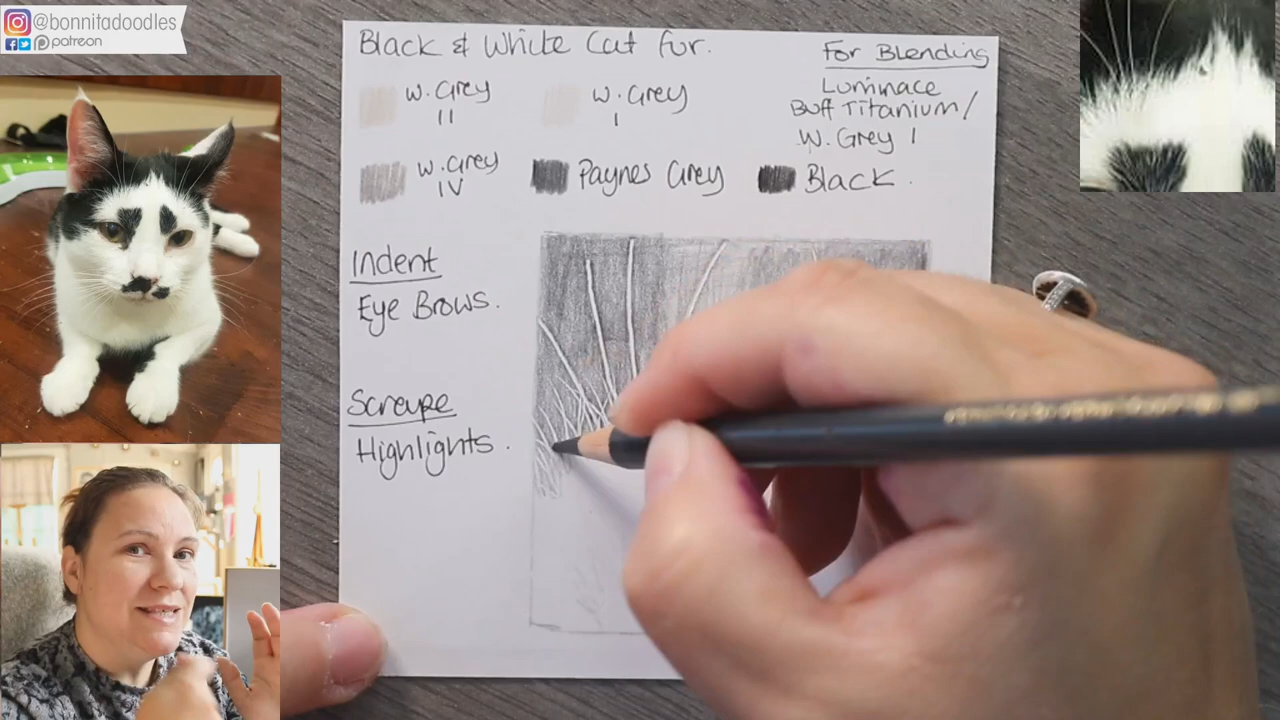 @bonnitadoodles
patreon
Black & White Cat fur.
For Blending
Luminace
Buff Titanium/
W. Grey 1
W. Grey
II
W. Grey
I
W. Grey
IV
Paynes Grey
Black.
Indent
Eye Brows.
Scrape
Highlights.